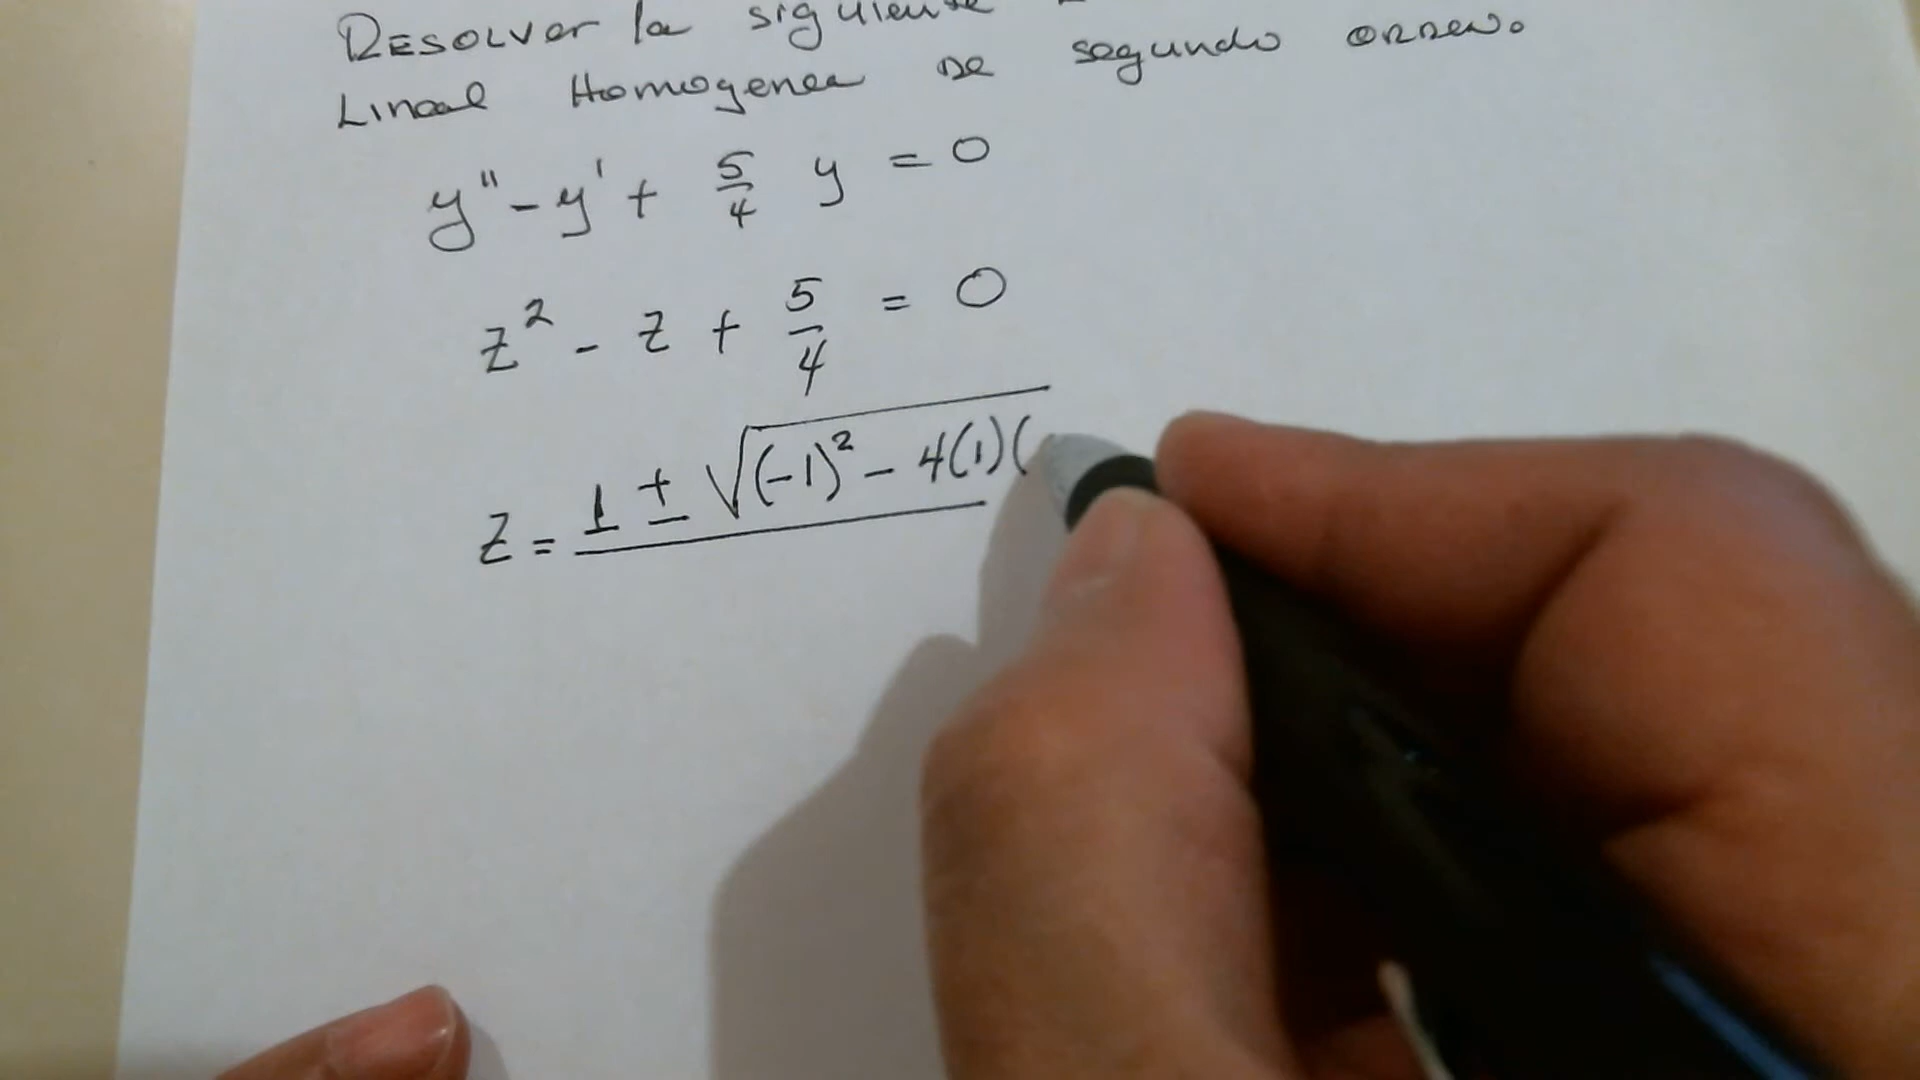 Resolver la siguiente
Lineal Homogenea de segundo orden.
y'' - y' + 5/4 y = 0
z² - z + 5/4 = 0
z = 1 ± √(-1)² - 4(1)(